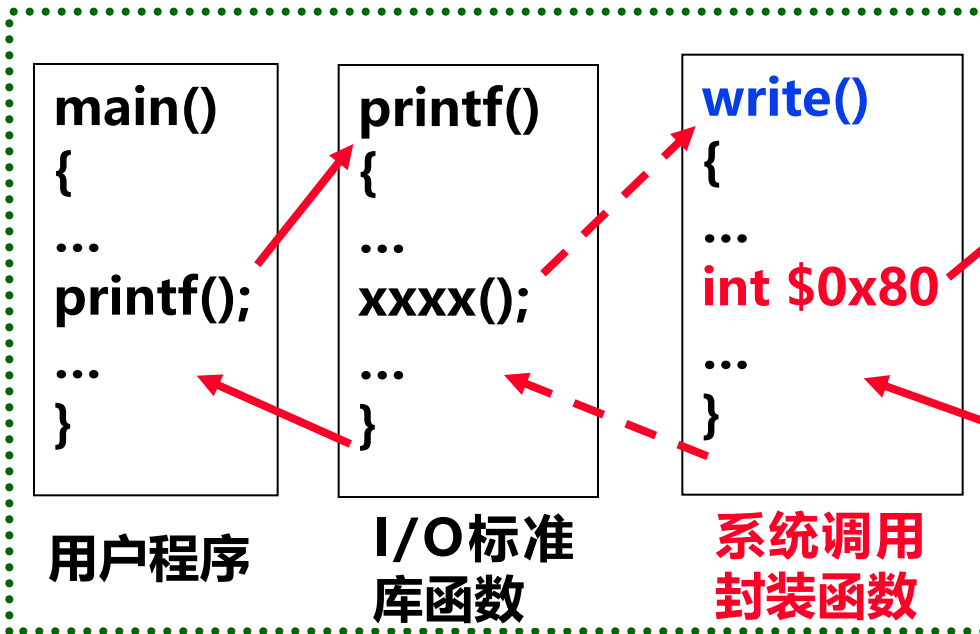 main()
{
...
printf();
...
}
用户程序
printf()
{
...
xxxx();
...
}
I/O标准
库函数
write()
{
...
int $0x80
...
}
系统调用
封装函数